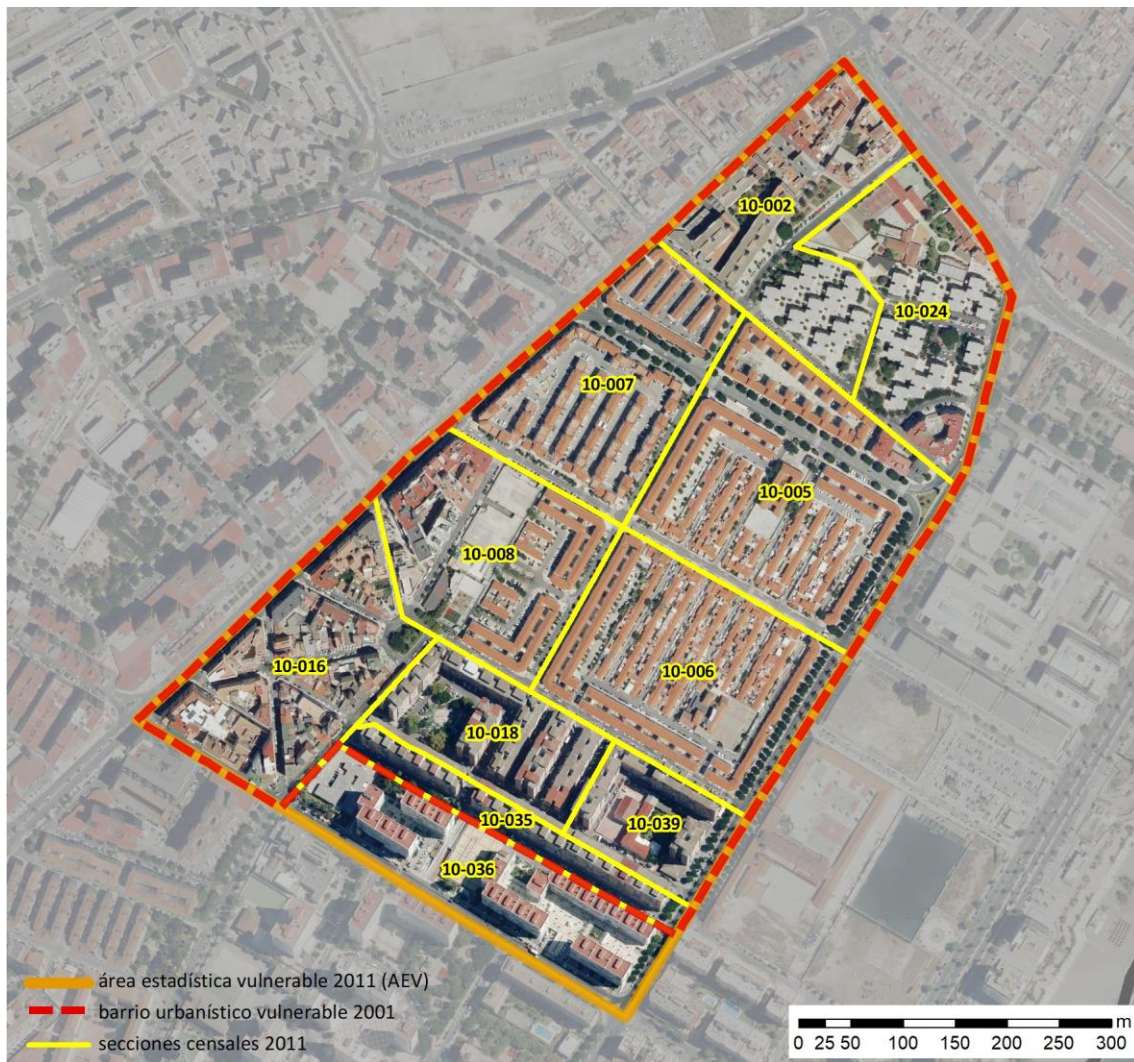 10-002
10-024
10-007
10-005
10-008
10-016
10-006
10-018
10-035
10-039
10-036
área estadística vulnerable 2011 (AEV)
barrio urbanístico vulnerable 2001
secciones censales 2011
m
0 25 50 100 150 200 250 300